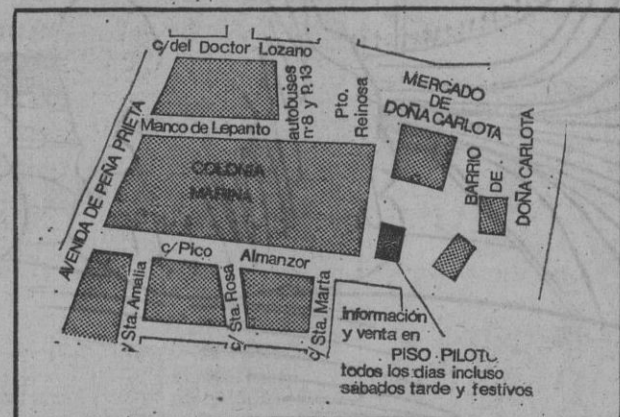 c/del Doctor Lozano
autobuses
nº8 y P.13
Pto.
Reinosa
MERCADO
DE
DOÑA CARLOTA
Manco de Lepanto
AVENIDA DE PEÑA PRIETA
COLONIA
MARINA
BARRIO
DE
DOÑA CARLOTA
c/Pico Almanzor
c/Sta. Amalia
c/Sta. Rosa
c/Sta. Marta
información
y venta en
PISO PILOTO
todos los días incluso
sábados tarde y festivos